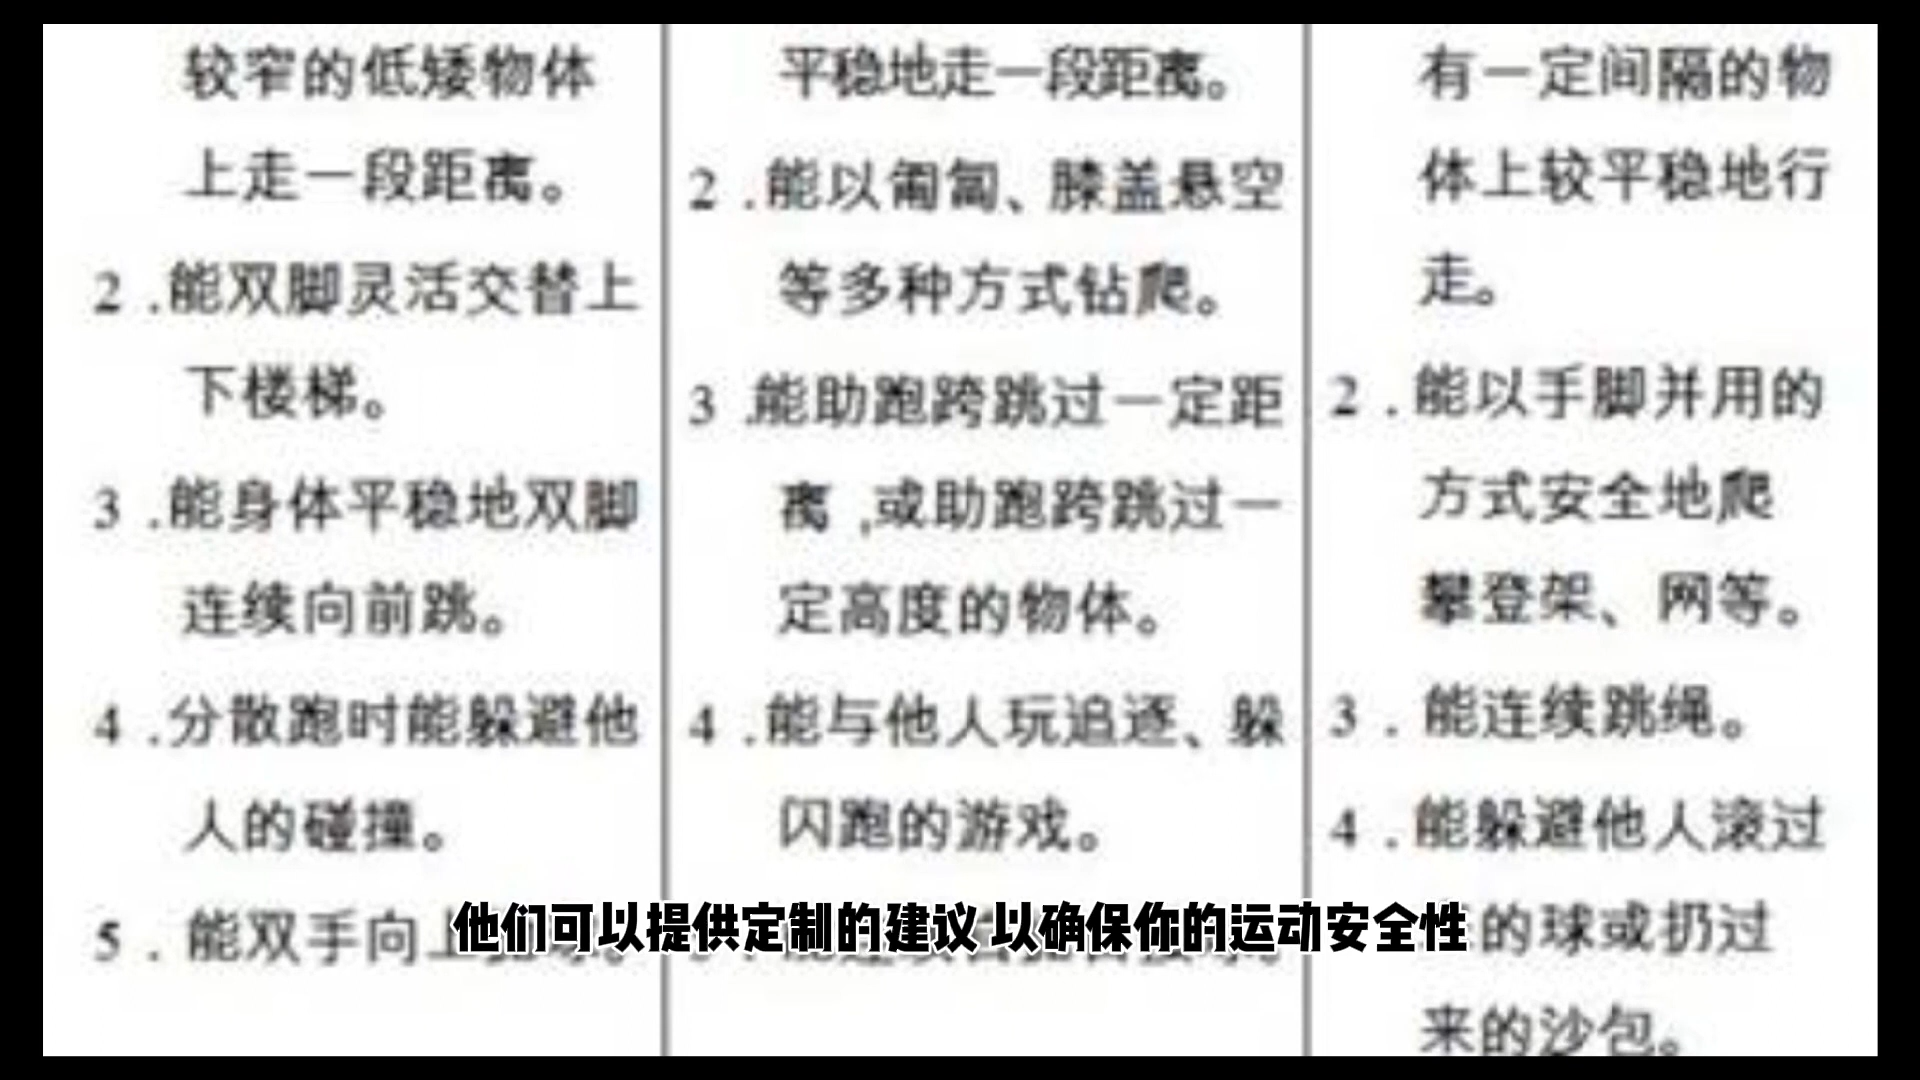 较窄的低矮物体
上走一段距离。
2.能双脚灵活交替上
下楼梯。
3.能身体平稳地双脚
连续向前跳。
4.分散跑时能躲避他
人的碰撞。
5.能双手向上
平稳地走一段距离。
2.能以匍匐、膝盖悬空
等多种方式钻爬。
3.能助跑跨跳过一定距
离,或助跑跨跳过一
定高度的物体。
4.能与他人玩追逐、躲
闪跑的游戏。
有一定间隔的物
体上较平稳地行
走。
2.能以手脚并用的
方式安全地爬
攀登架、网等。
3.能连续跳绳。
4.能躲避他人滚过
的球或扔过
来的沙包。
他们可以提供定制的建议 以确保你的运动安全性